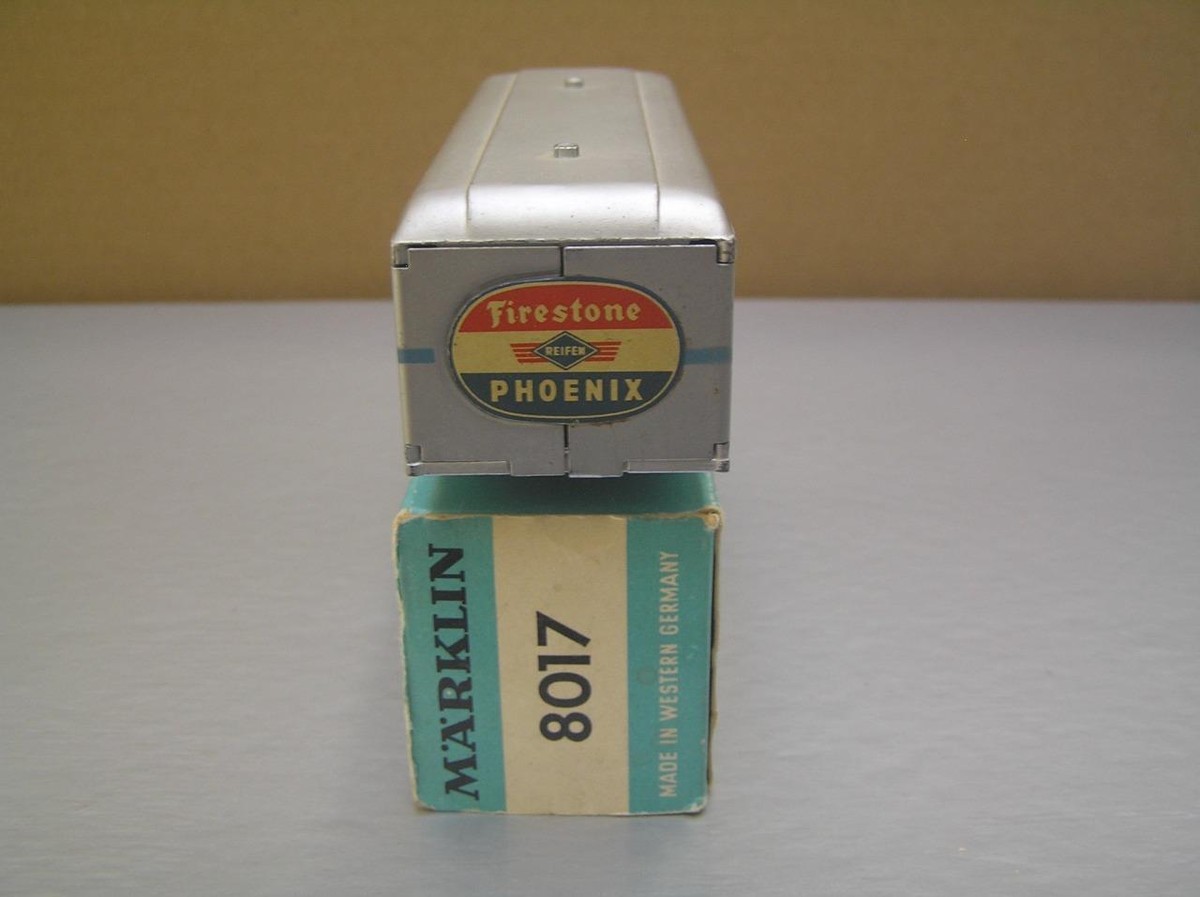 Firestone
REIFEN
PHOENIX
MÄRKLIN
8017
MADE IN WESTERN GERMANY